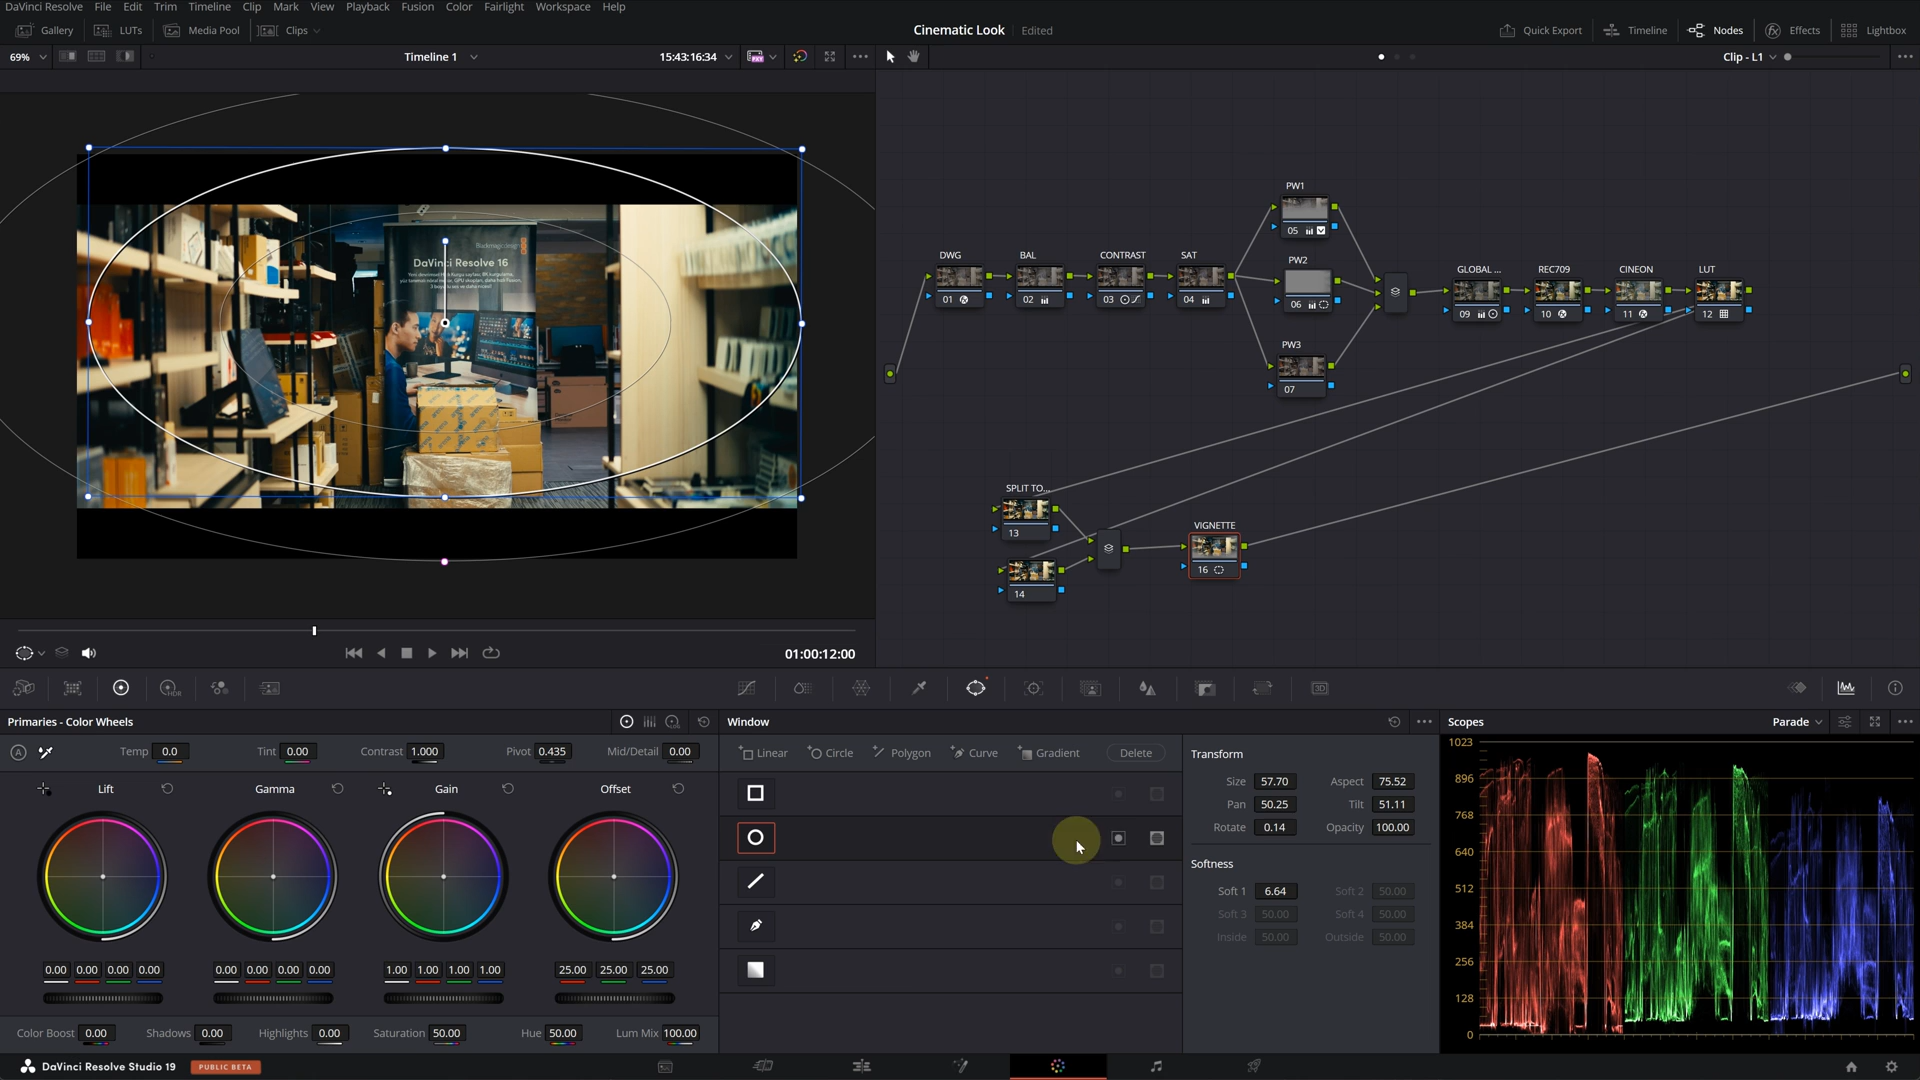 DaVinci Resolve File Edit Trim Timeline Clip Mark View Playback Fusion Color Fairlight Workspace Help
Gallery LUTs Media Pool Clips Cinematic Look Edited Quick Export Timeline Nodes Effects Lightbox
69% Timeline 1 15:43:16:34 Clip - L1
Blackmagicdesign
DaVinci Resolve 16
PW1
05
DWG BAL CONTRAST SAT
01 02 03 04
PW2
06
PW3
07
GLOBAL ... REC709 CINEON LUT
09 10 11 12
SPLIT TO...
13
14
VIGNETTE
16
01:00:12:00
Primaries - Color Wheels
Temp 0.0 Tint 0.00 Contrast 1.000 Pivot 0.435 Mid/Detail 0.00
Lift Gamma Gain Offset
0.00 0.00 0.00 0.00 0.00 0.00 0.00 0.00 1.00 1.00 1.00 1.00 25.00 25.00 25.00
Color Boost 0.00 Shadows 0.00 Highlights 0.00 Saturation 50.00 Hue 50.00 Lum Mix 100.00
Window
Linear Circle Polygon Curve Gradient Delete
Transform
Size 57.70 Aspect 75.52
Pan 50.25 Tilt 51.11
Rotate 0.14 Opacity 100.00
Softness
Soft 1 6.64 Soft 2 50.00
Soft 3 50.00 Soft 4 50.00
Inside 50.00 Outside 50.00
Scopes Parade
1023
896
768
640
512
384
256
128
0
DaVinci Resolve Studio 19 PUBLIC BETA